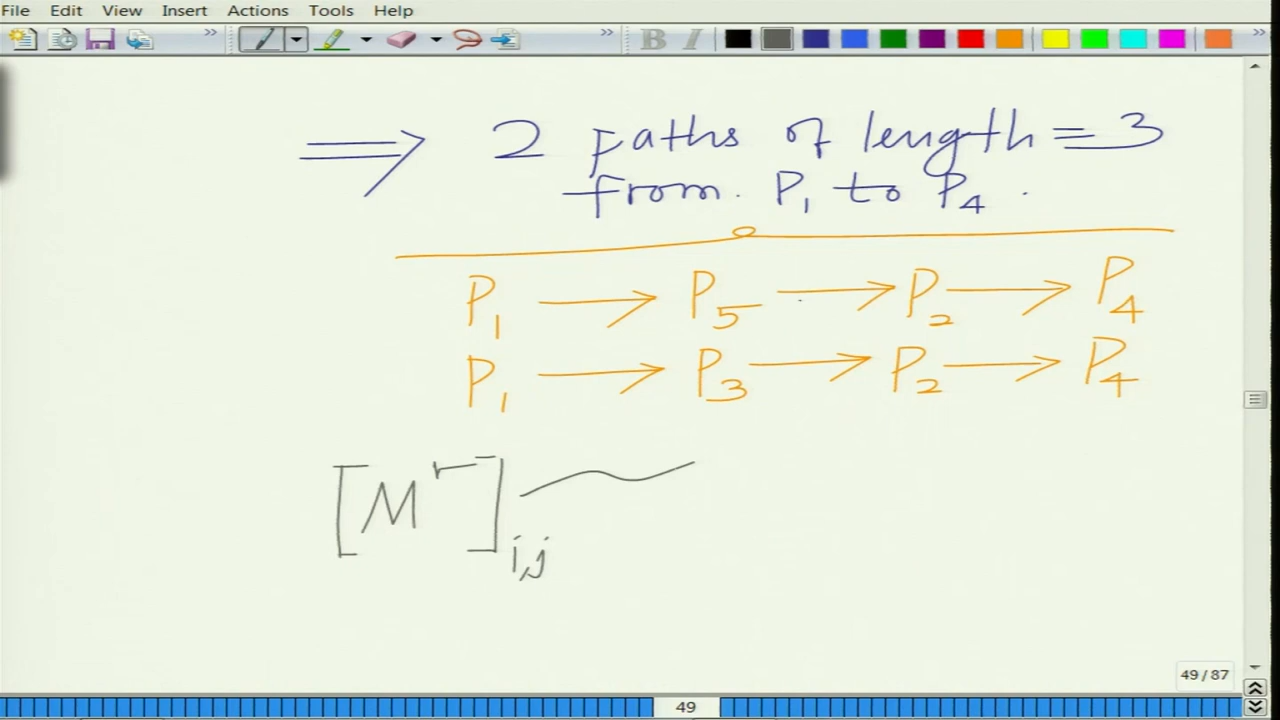 File Edit View Insert Actions Tools Help
B I
⟹ 2 paths of length = 3
from P₁ to P₄.
P₁ → P₅ → P₂ → P₄
P₁ → P₃ → P₂ → P₄
[Mʳ]ᵢ,ⱼ
49 / 87
49